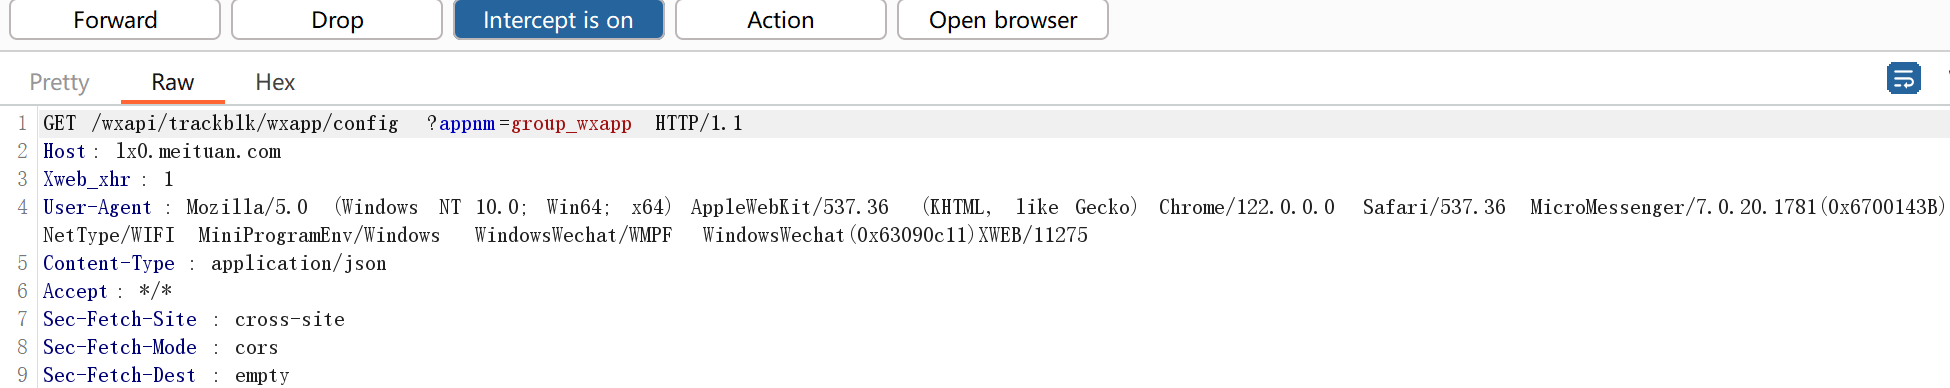 Forward Drop Intercept is on Action Open browser
Pretty Raw Hex
1 GET /wxapi/trackblk/wxapp/config ?appnm=group_wxapp HTTP/1.1
2 Host: lx0.meituan.com
3 Xweb_xhr: 1
4 User-Agent: Mozilla/5.0 (Windows NT 10.0; Win64; x64) AppleWebKit/537.36 (KHTML, like Gecko) Chrome/122.0.0.0 Safari/537.36 MicroMessenger/7.0.20.1781(0x6700143B)
NetType/WIFI MiniProgramEnv/Windows WindowsWechat/WMPF WindowsWechat(0x63090c11)XWEB/11275
5 Content-Type: application/json
6 Accept: */*
7 Sec-Fetch-Site: cross-site
8 Sec-Fetch-Mode: cors
9 Sec-Fetch-Dest: empty